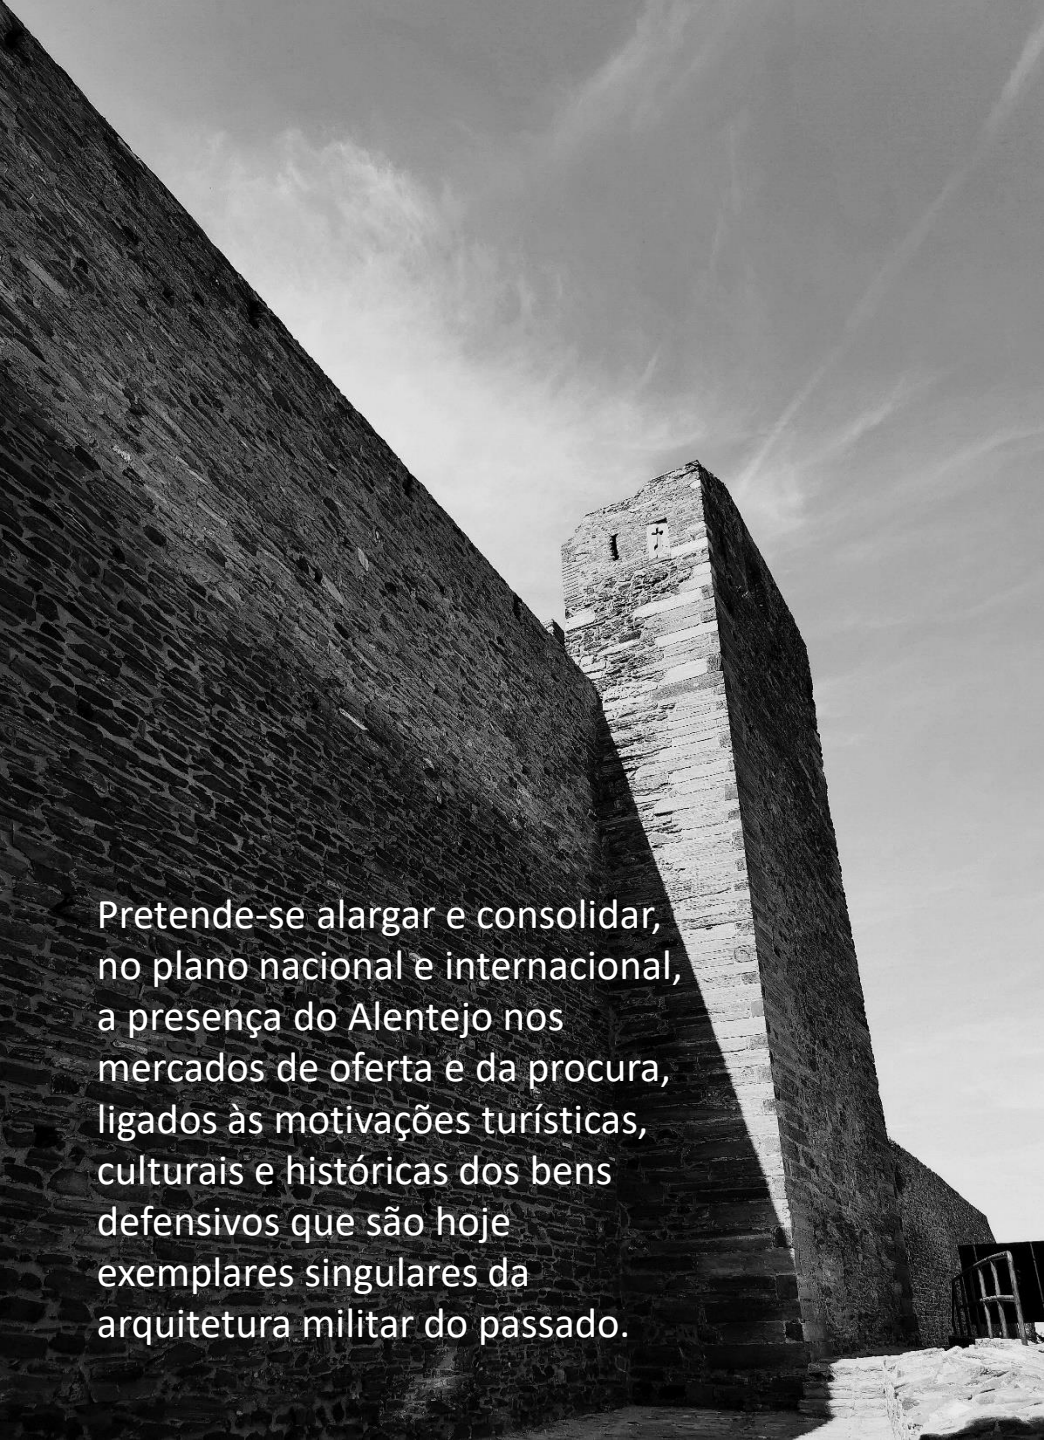 Pretende-se alargar e consolidar,
no plano nacional e internacional,
a presença do Alentejo nos
mercados de oferta e da procura,
ligados às motivações turísticas,
culturais e históricas dos bens
defensivos que são hoje
exemplares singulares da
arquitetura militar do passado.